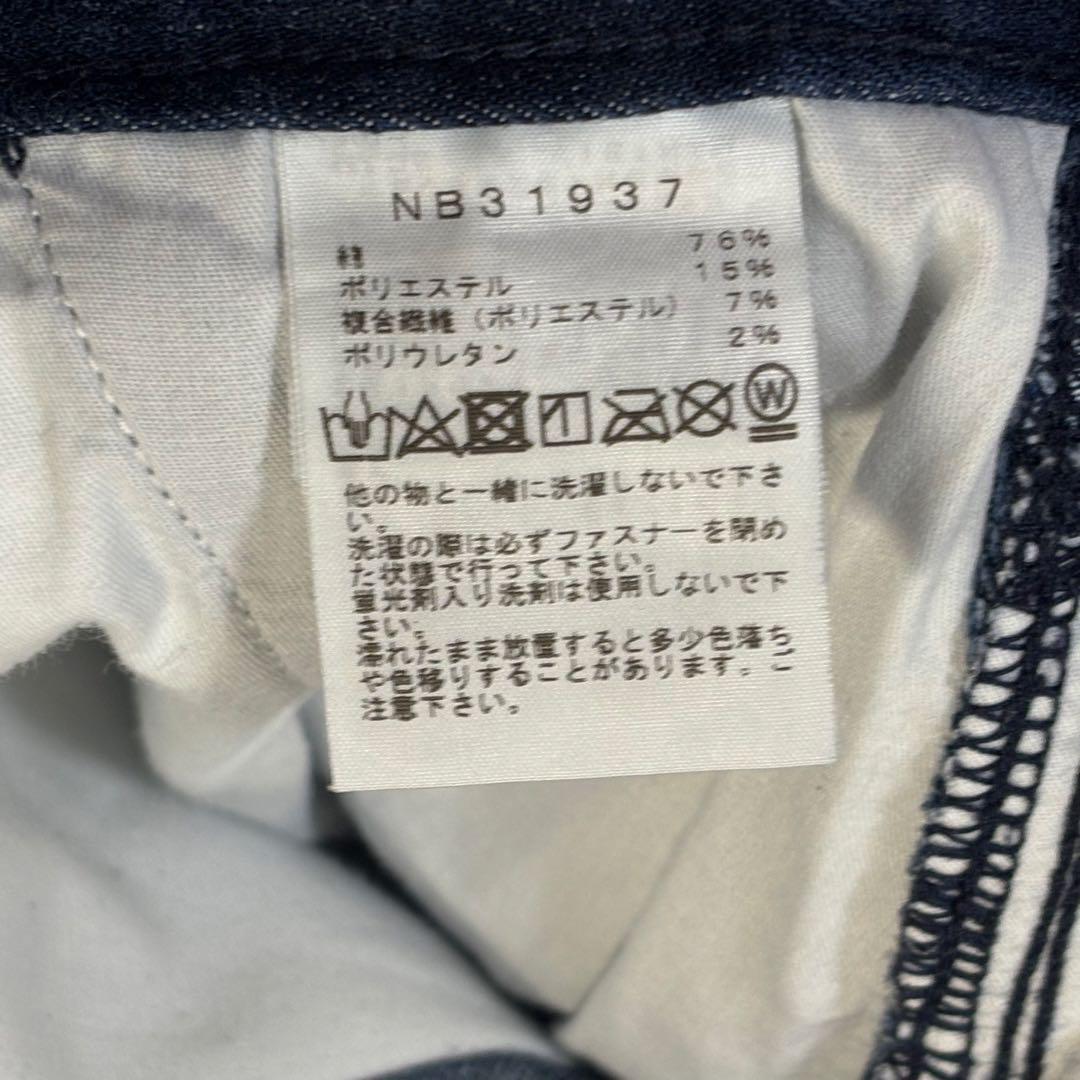 NB31937
綿 76%
ポリエステル 15%
複合繊維（ポリエステル） 7%
ポリウレタン 2%
W
他の物と一緒に洗濯しないで下さ
い。
洗濯の際は必ずファスナーを閉め
た状態で行って下さい。
蛍光剤入り洗剤は使用しないで下
さい。
濡れたまま放置すると多少色落ち
や色移りすることがあります。ご
注意下さい。